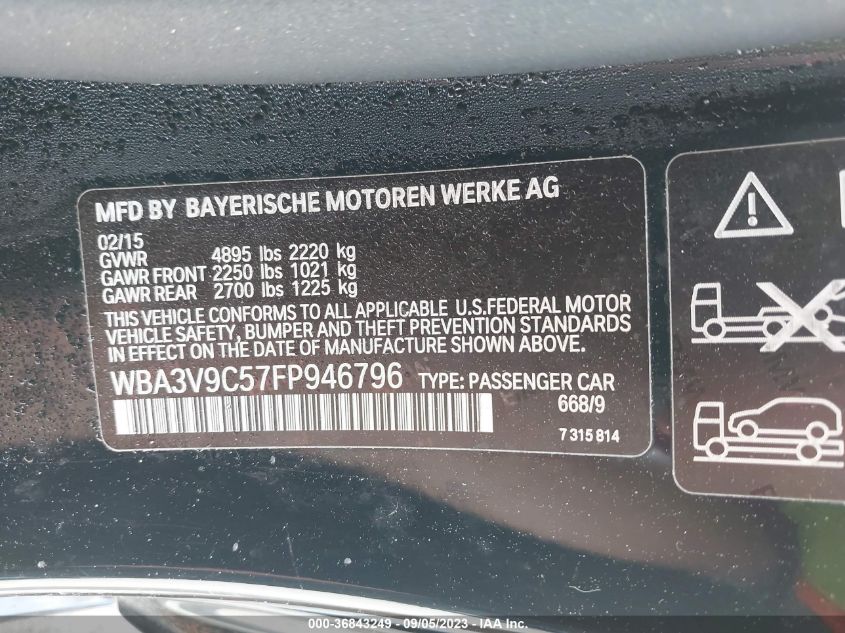 MFD BY BAYERISCHE MOTOREN WERKE AG
02/15
GVWR 4895 lbs 2220 kg
GAWR FRONT 2250 lbs 1021 kg
GAWR REAR 2700 lbs 1225 kg
THIS VEHICLE CONFORMS TO ALL APPLICABLE U.S.FEDERAL MOTOR
VEHICLE SAFETY, BUMPER AND THEFT PREVENTION STANDARDS
IN EFFECT ON THE DATE OF MANUFACTURE SHOWN ABOVE.
WBA3V9C57FP946796 TYPE: PASSENGER CAR
668/9
7 315 814
000-36843249 - 09/05/2023 - IAA Inc.